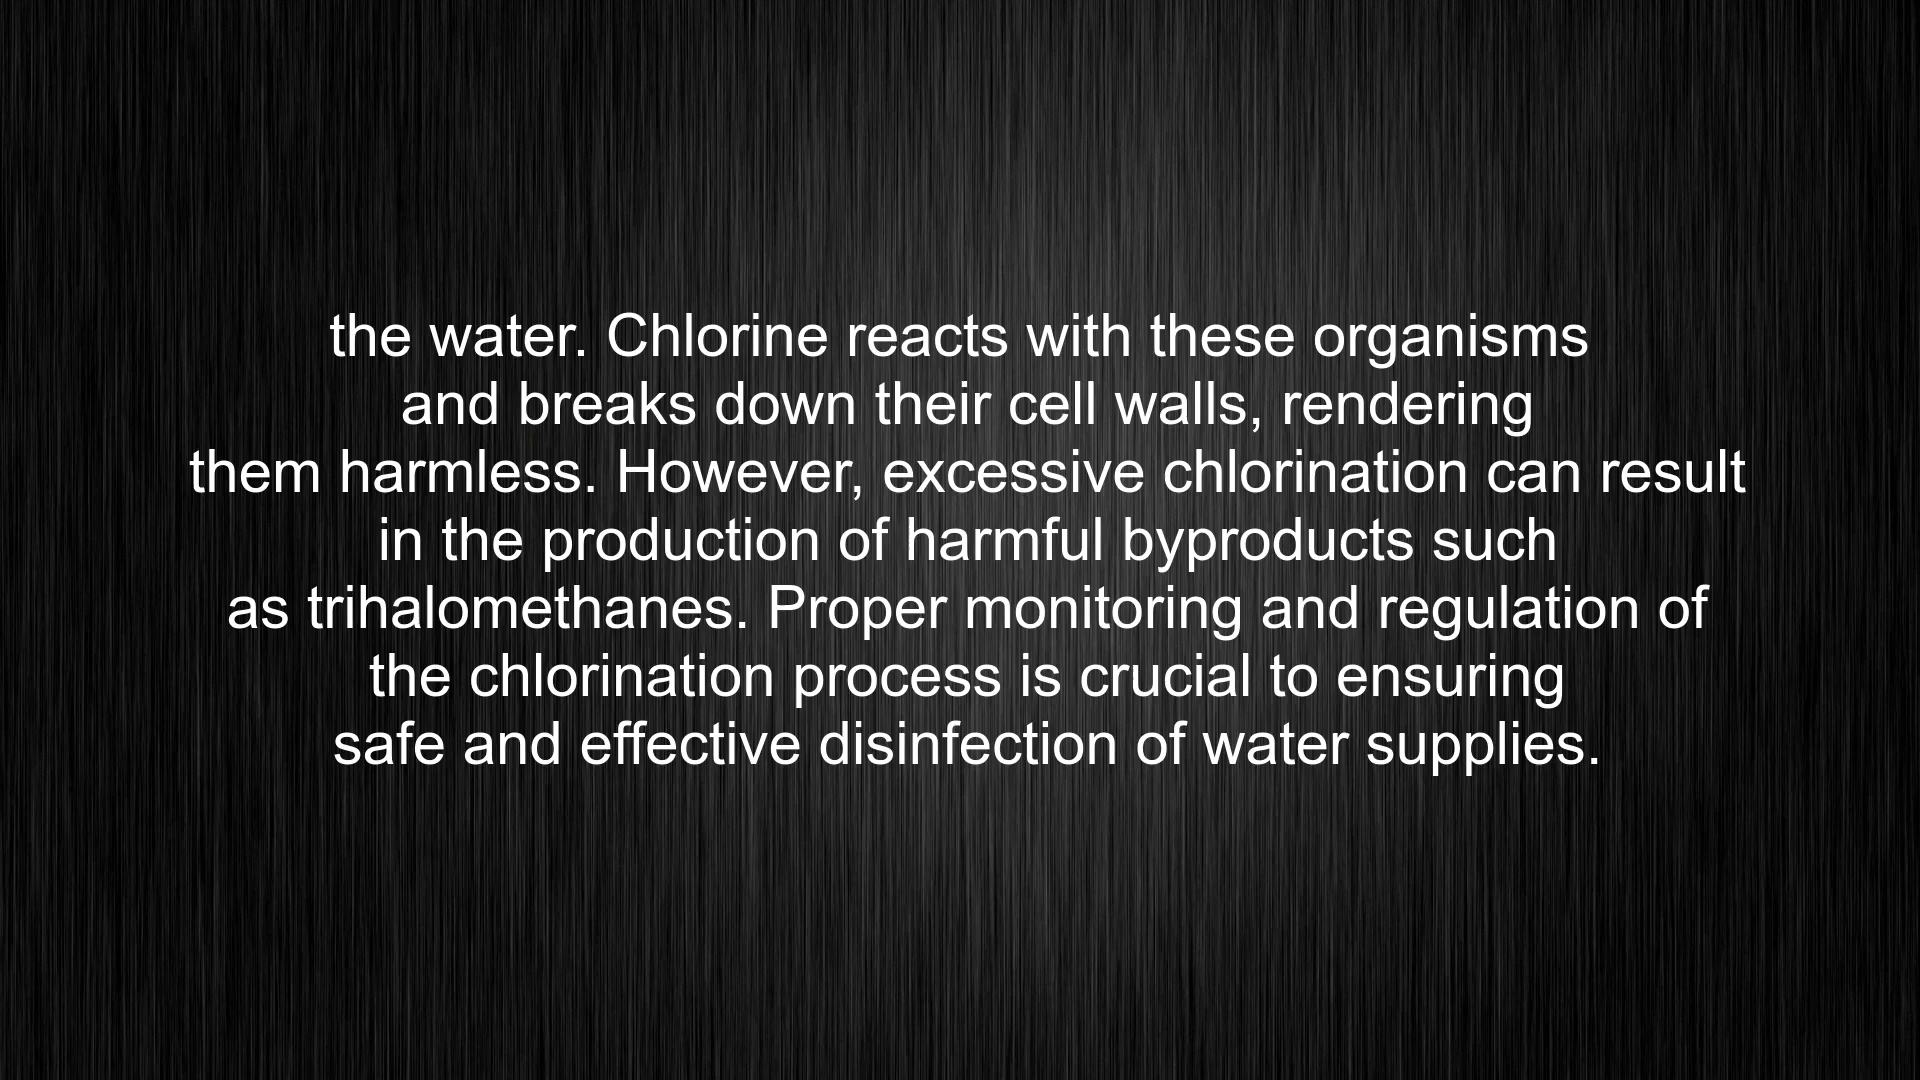 the water. Chlorine reacts with these organisms
and breaks down their cell walls, rendering
them harmless. However, excessive chlorination can result
in the production of harmful byproducts such
as trihalomethanes. Proper monitoring and regulation of
the chlorination process is crucial to ensuring
safe and effective disinfection of water supplies.